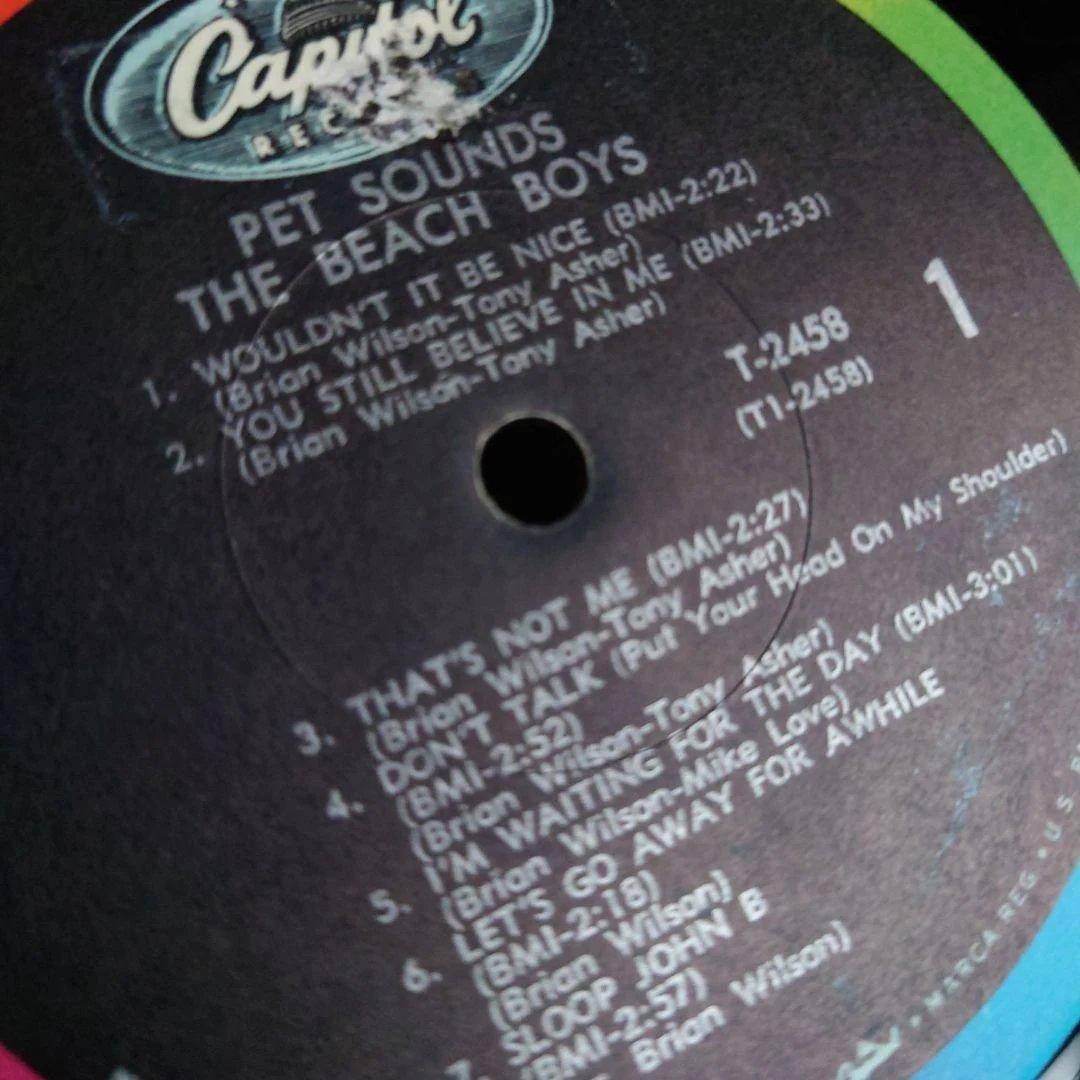 Capitol
RECORDS
PET SOUNDS
THE BEACH BOYS
1. WOULDN'T IT BE NICE (BMI-2:22)
(Brian Wilson-Tony Asher)
2. YOU STILL BELIEVE IN ME (BMI-2:33)
(Brian Wilson-Tony Asher)
1
T-2458
(T1-2458)
3. THAT'S NOT ME (BMI-2:27)
(Brian Wilson-Tony Asher)
4. DON'T TALK (Put Your Head On My Shoulder)
(BMI-2:52)
(Brian Wilson-Tony Asher)
5. I'M WAITING FOR THE DAY (BMI-3:01)
(Brian Wilson-Mike Love)
6. LET'S GO AWAY FOR AWHILE
(BMI-2:18)
(Brian Wilson)
7. SLOOP JOHN B
(BMI-2:57)
Brian Wilson)
• MARCA REG. • U.S.